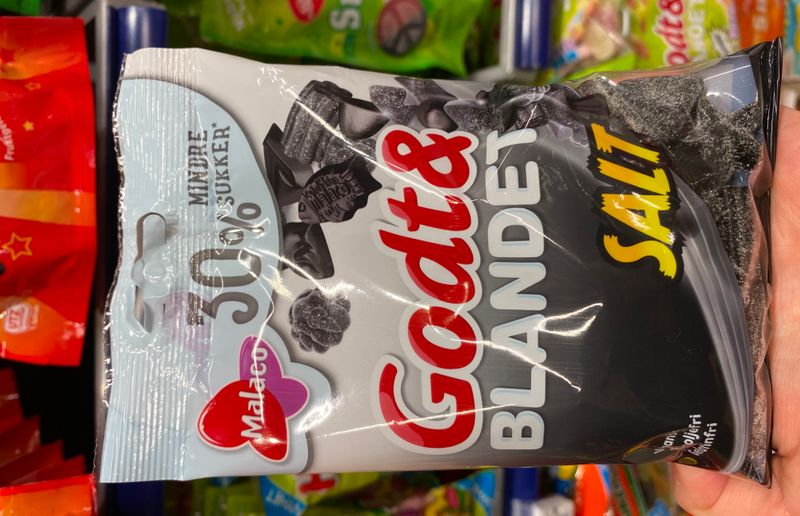 30%
MINDRE
SUKKER*
Malaco
Godt&
BLANDET
SALT